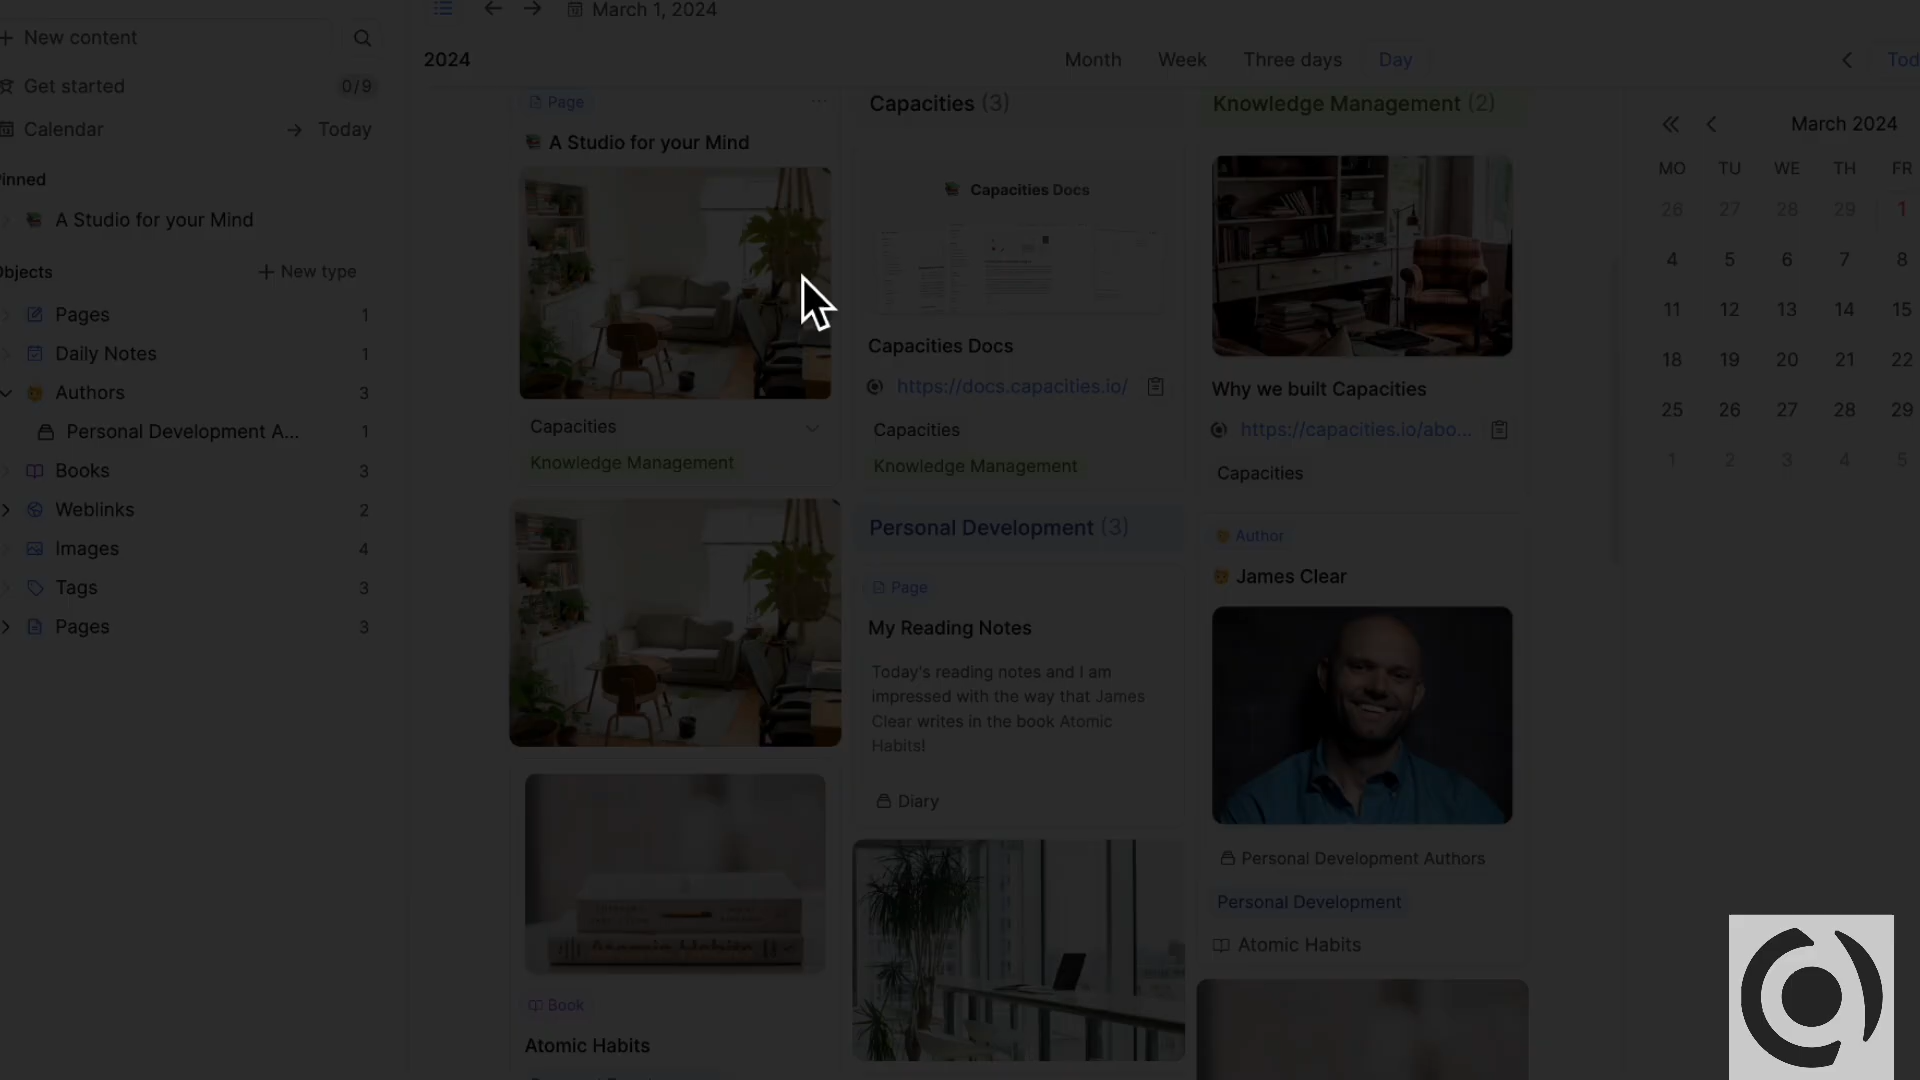 March 1, 2024
New content
2024
Month Week Three days Day
Get started 0/9
Calendar Today
A Studio for your Mind
New type
Pages 1
Daily Notes 1
Authors 3
Personal Development A... 1
Books 3
Weblinks 2
Images 4
Tags 3
Pages 3
Page
A Studio for your Mind
Capacities
Knowledge Management
Book
Atomic Habits
Capacities (3)
Capacities Docs
Capacities Docs
https://docs.capacities.io/
Capacities
Knowledge Management
Personal Development (3)
Page
My Reading Notes
Today's reading notes and I am
impressed with the way that James
Clear writes in the book Atomic
Habits!
Diary
Knowledge Management (2)
Why we built Capacities
https://capacities.io/abo...
Capacities
Author
James Clear
Personal Development Authors
Personal Development
Atomic Habits
March 2024
MO TU WE TH FR
26 27 28 29 1
4 5 6 7 8
11 12 13 14 15
18 19 20 21 22
25 26 27 28 29
1 2 3 4 5